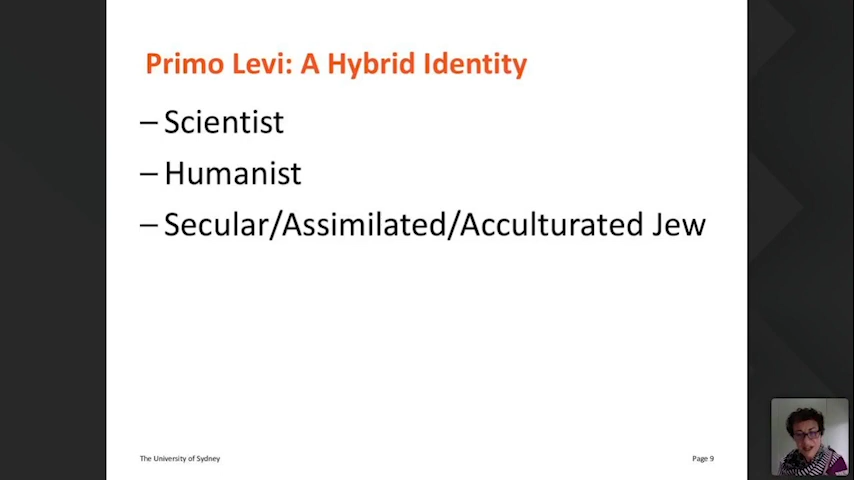 Primo Levi: A Hybrid Identity
– Scientist
– Humanist
– Secular/Assimilated/Acculturated Jew
The University of Sydney
Page 9